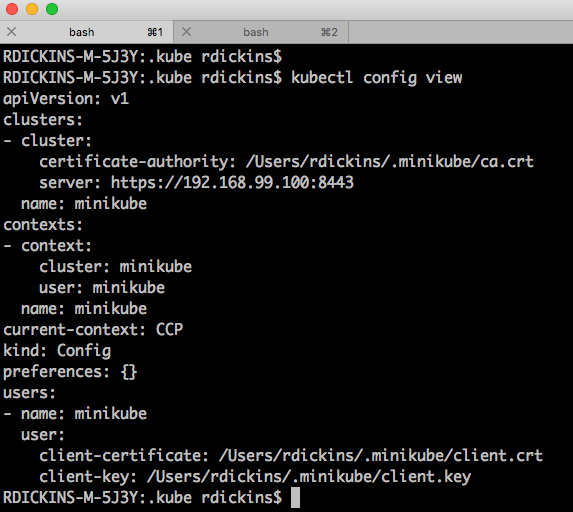 bash ⌘1 bash ⌘2
RDICKINS-M-5J3Y:.kube rdickins$
RDICKINS-M-5J3Y:.kube rdickins$ kubectl config view
apiVersion: v1
clusters:
- cluster:
    certificate-authority: /Users/rdickins/.minikube/ca.crt
    server: https://192.168.99.100:8443
  name: minikube
contexts:
- context:
    cluster: minikube
    user: minikube
  name: minikube
current-context: CCP
kind: Config
preferences: {}
users:
- name: minikube
  user:
    client-certificate: /Users/rdickins/.minikube/client.crt
    client-key: /Users/rdickins/.minikube/client.key
RDICKINS-M-5J3Y:.kube rdickins$